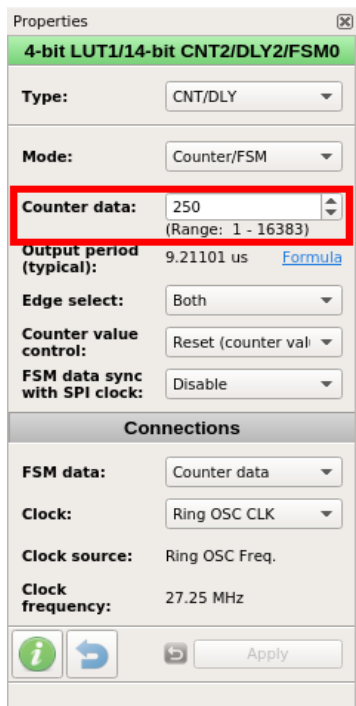 Properties
4-bit LUT1/14-bit CNT2/DLY2/FSM0
Type: CNT/DLY
Mode: Counter/FSM
Counter data: 250
(Range: 1 - 16383)
Output period
(typical): 9.21101 us Formula
Edge select: Both
Counter value
control: Reset (counter val
FSM data sync
with SPI clock: Disable
Connections
FSM data: Counter data
Clock: Ring OSC CLK
Clock source: Ring OSC Freq.
Clock
frequency: 27.25 MHz
Apply